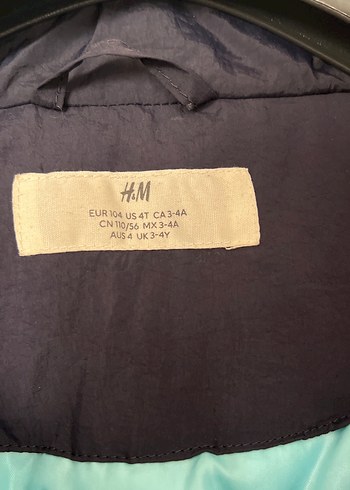 H&M
EUR 104 US 4T CA 3-4A
CN 110/56 MX 3-4A
AUS 4 UK 3-4Y